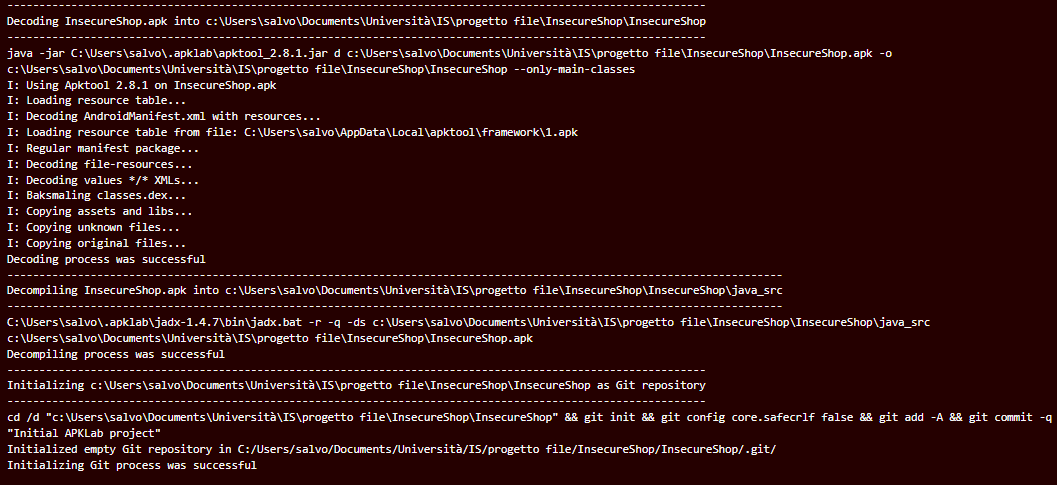 --------------------------------------------------------------------------------------------------------------
Decoding InsecureShop.apk into c:\Users\salvo\Documents\Università\IS\progetto file\InsecureShop\InsecureShop
--------------------------------------------------------------------------------------------------------------
java -jar C:\Users\salvo\.apklab\apktool_2.8.1.jar d c:\Users\salvo\Documents\Università\IS\progetto file\InsecureShop\InsecureShop.apk -o
c:\Users\salvo\Documents\Università\IS\progetto file\InsecureShop\InsecureShop --only-main-classes
I: Using Apktool 2.8.1 on InsecureShop.apk
I: Loading resource table...
I: Decoding AndroidManifest.xml with resources...
I: Loading resource table from file: C:\Users\salvo\AppData\Local\apktool\framework\1.apk
I: Regular manifest package...
I: Decoding file-resources...
I: Decoding values */* XMLs...
I: Baksmaling classes.dex...
I: Copying assets and libs...
I: Copying unknown files...
I: Copying original files...
Decoding process was successful
--------------------------------------------------------------------------------------------------------------------------
Decompiling InsecureShop.apk into c:\Users\salvo\Documents\Università\IS\progetto file\InsecureShop\InsecureShop\java_src
--------------------------------------------------------------------------------------------------------------------------
C:\Users\salvo\.apklab\jadx-1.4.7\bin\jadx.bat -r -q -ds c:\Users\salvo\Documents\Università\IS\progetto file\InsecureShop\InsecureShop\java_src
c:\Users\salvo\Documents\Università\IS\progetto file\InsecureShop\InsecureShop.apk
Decompiling process was successful
--------------------------------------------------------------------------------------------------------------
Initializing c:\Users\salvo\Documents\Università\IS\progetto file\InsecureShop\InsecureShop as Git repository
--------------------------------------------------------------------------------------------------------------
cd /d "c:\Users\salvo\Documents\Università\IS\progetto file\InsecureShop\InsecureShop" && git init && git config core.safecrlf false && git add -A && git commit -q
"Initial APKLab project"
Initialized empty Git repository in C:/Users/salvo/Documents/Università/IS/progetto file/InsecureShop/InsecureShop/.git/
Initializing Git process was successful